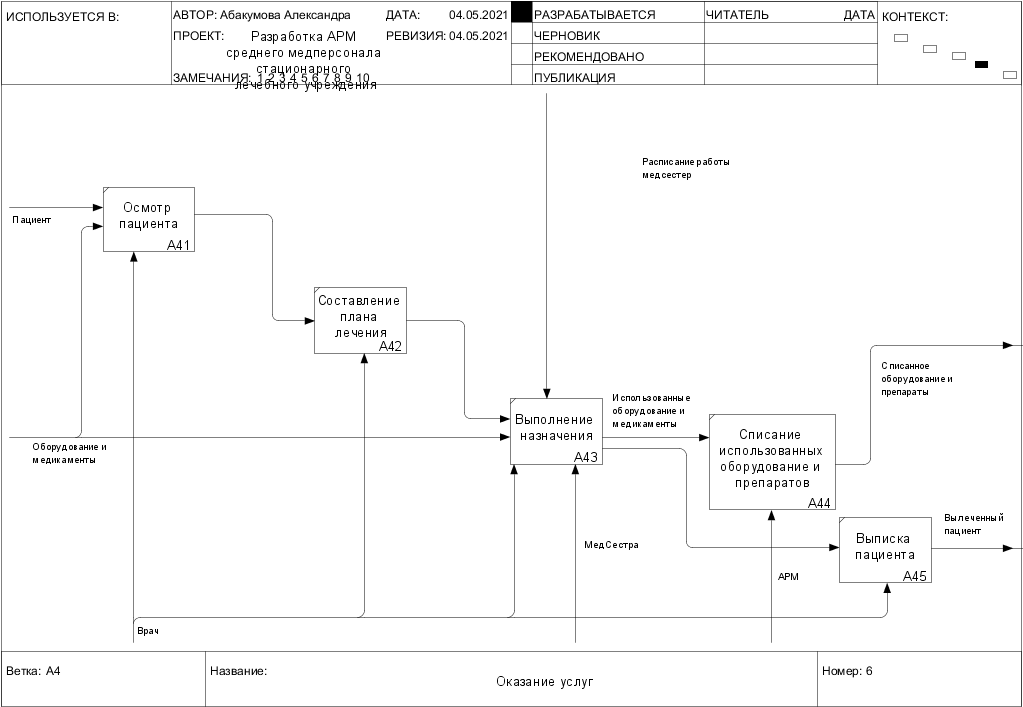 ИСПОЛЬЗУЕТСЯ В:
АВТОР: Абакумова Александра
ДАТА: 04.05.2021
РАЗРАБАТЫВАЕТСЯ
ЧИТАТЕЛЬ
ДАТА
КОНТЕКСТ:
ПРОЕКТ: Разработка АРМ
среднего медперсонала
стационарного
лечебного учреждения
РЕВИЗИЯ: 04.05.2021
ЧЕРНОВИК
РЕКОМЕНДОВАНО
ЗАМЕЧАНИЯ: 1 2 3 4 5 6 7 8 9 10
ПУБЛИКАЦИЯ
Расписание работы
медсестер
Пациент
Осмотр
пациента
A41
Составление
плана
лечения
A42
Списанное
оборудование и
препараты
Использованные
оборудование и
медикаменты
Выполнение
назначения
A43
Оборудование и
медикаменты
Списание
использованных
оборудование и
препаратов
A44
Вылеченный
пациент
Выписка
пациента
A45
МедСестра
АРМ
Врач
Ветка: A4
Название:
Оказание услуг
Номер: 6